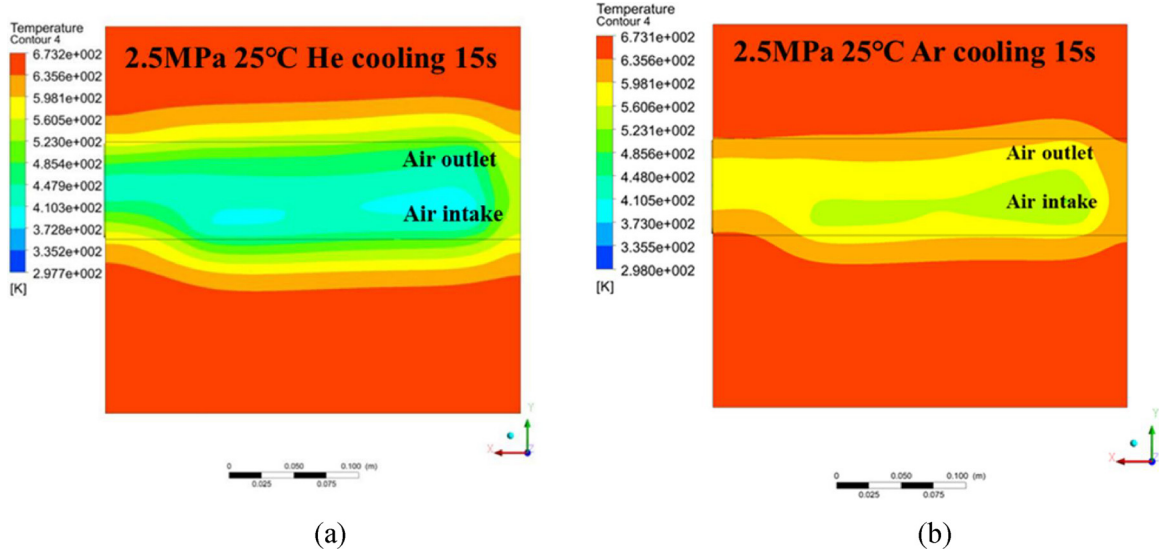 Temperature
Contour 4
6.732e+002
6.356e+002
5.981e+002
5.605e+002
5.230e+002
4.854e+002
4.479e+002
4.103e+002
3.728e+002
3.352e+002
2.977e+002
[K]
2.5MPa 25℃ He cooling 15s
Air outlet
Air intake
Y
X
Z
0 0.050 0.100 (m)
0.025 0.075
(a)
Temperature
Contour 4
6.731e+002
6.356e+002
5.981e+002
5.606e+002
5.231e+002
4.856e+002
4.480e+002
4.105e+002
3.730e+002
3.355e+002
2.980e+002
[K]
2.5MPa 25℃ Ar cooling 15s
Air outlet
Air intake
Y
X
Z
0 0.050 0.100 (m)
0.025 0.075
(b)